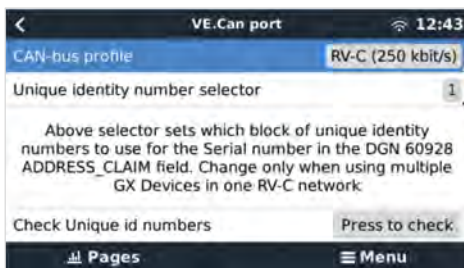 VE.Can port 12:43
CAN-bus profile RV-C (250 kbit/s)
Unique identity number selector 1
Above selector sets which block of unique identity
numbers to use for the Serial number in the DGN 60928
ADDRESS_CLAIM field. Change only when using multiple
GX Devices in one RV-C network
Check Unique id numbers Press to check
Pages Menu